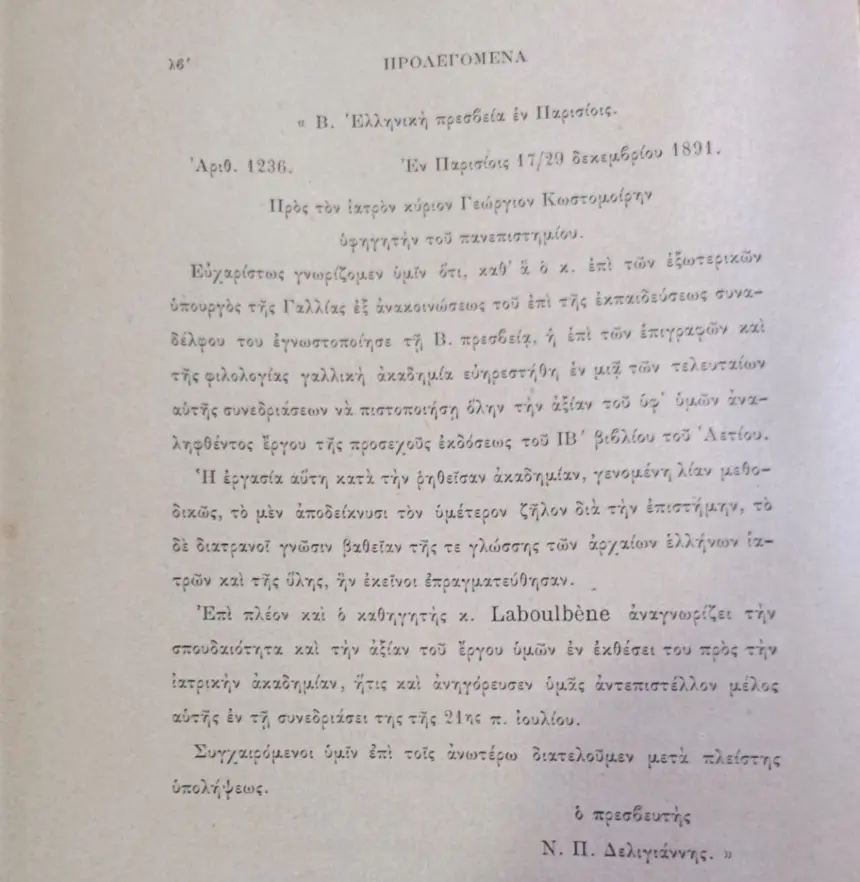 λϐʹ ΠΡΟΛΕΓΟΜΕΝΑ
« Β. Ἑλληνικὴ πρεσβεία ἐν Παρισίοις.
Ἀριθ. 1236. Ἐν Παρισίοις 17/29 δεκεμβρίου 1891.
Πρὸς τὸν ἰατρὸν κύριον Γεώργιον Κωστομοίρην
ὑφηγητὴν τοῦ πανεπιστημίου.
Εὐχαρίστως γνωρίζομεν ὑμῖν ὅτι, καθ᾽ ἃ ὁ κ. ἐπὶ τῶν ἐξωτερικῶν
ὑπουργὸς τῆς Γαλλίας ἐξ ἀνακοινώσεως τοῦ ἐπὶ τῆς ἐκπαιδεύσεως συνα-
δέλφου του ἐγνωστοποίησε τῇ Β. πρεσβείᾳ, ἡ ἐπὶ τῶν ἐπιγραφῶν καὶ
τῆς φιλολογίας γαλλικὴ ἀκαδημία εὐηρεστήθη ἐν μιᾷ τῶν τελευταίων
αὐτῆς συνεδριάσεων νὰ πιστοποιήσῃ ὅλην τὴν ἀξίαν τοῦ ὑφ᾽ ὑμῶν ἀνα-
ληφθέντος ἔργου τῆς προσεχοῦς ἐκδόσεως τοῦ ΙΒ΄ βιβλίου τοῦ Ἀετίου.
Ἡ ἐργασία αὕτη κατὰ τὴν ῥηθεῖσαν ἀκαδημίαν, γενομένη λίαν μεθο-
δικῶς, τὸ μὲν ἀποδείκνυσι τὸν ὑμέτερον ζῆλον διὰ τὴν ἐπιστήμην, τὸ
δὲ διατρανοῖ γνῶσιν βαθεῖαν τῆς τε γλώσσης τῶν ἀρχαίων ἑλλήνων ἰα-
τρῶν καὶ τῆς ὕλης, ἣν ἐκεῖνοι ἐπραγματεύθησαν.
Ἐπὶ πλέον καὶ ὁ καθηγητὴς κ. Laboulbène ἀναγνωρίζει τὴν
σπουδαιότητα καὶ τὴν ἀξίαν τοῦ ἔργου ὑμῶν ἐν ἐκθέσει του πρὸς τὴν
ἰατρικὴν ἀκαδημίαν, ἥτις καὶ ἀνηγόρευσεν ὑμᾶς ἀντεπιστέλλον μέλος
αὐτῆς ἐν τῇ συνεδριάσει της τῆς 21ης π. ἰουλίου.
Συγχαιρόμενοι ὑμῖν ἐπὶ τοῖς ἀνωτέρω διατελοῦμεν μετὰ πλείστης
ὑπολήψεως.
ὁ πρεσβευτὴς
Ν. Π. Δελιγιάννης. »